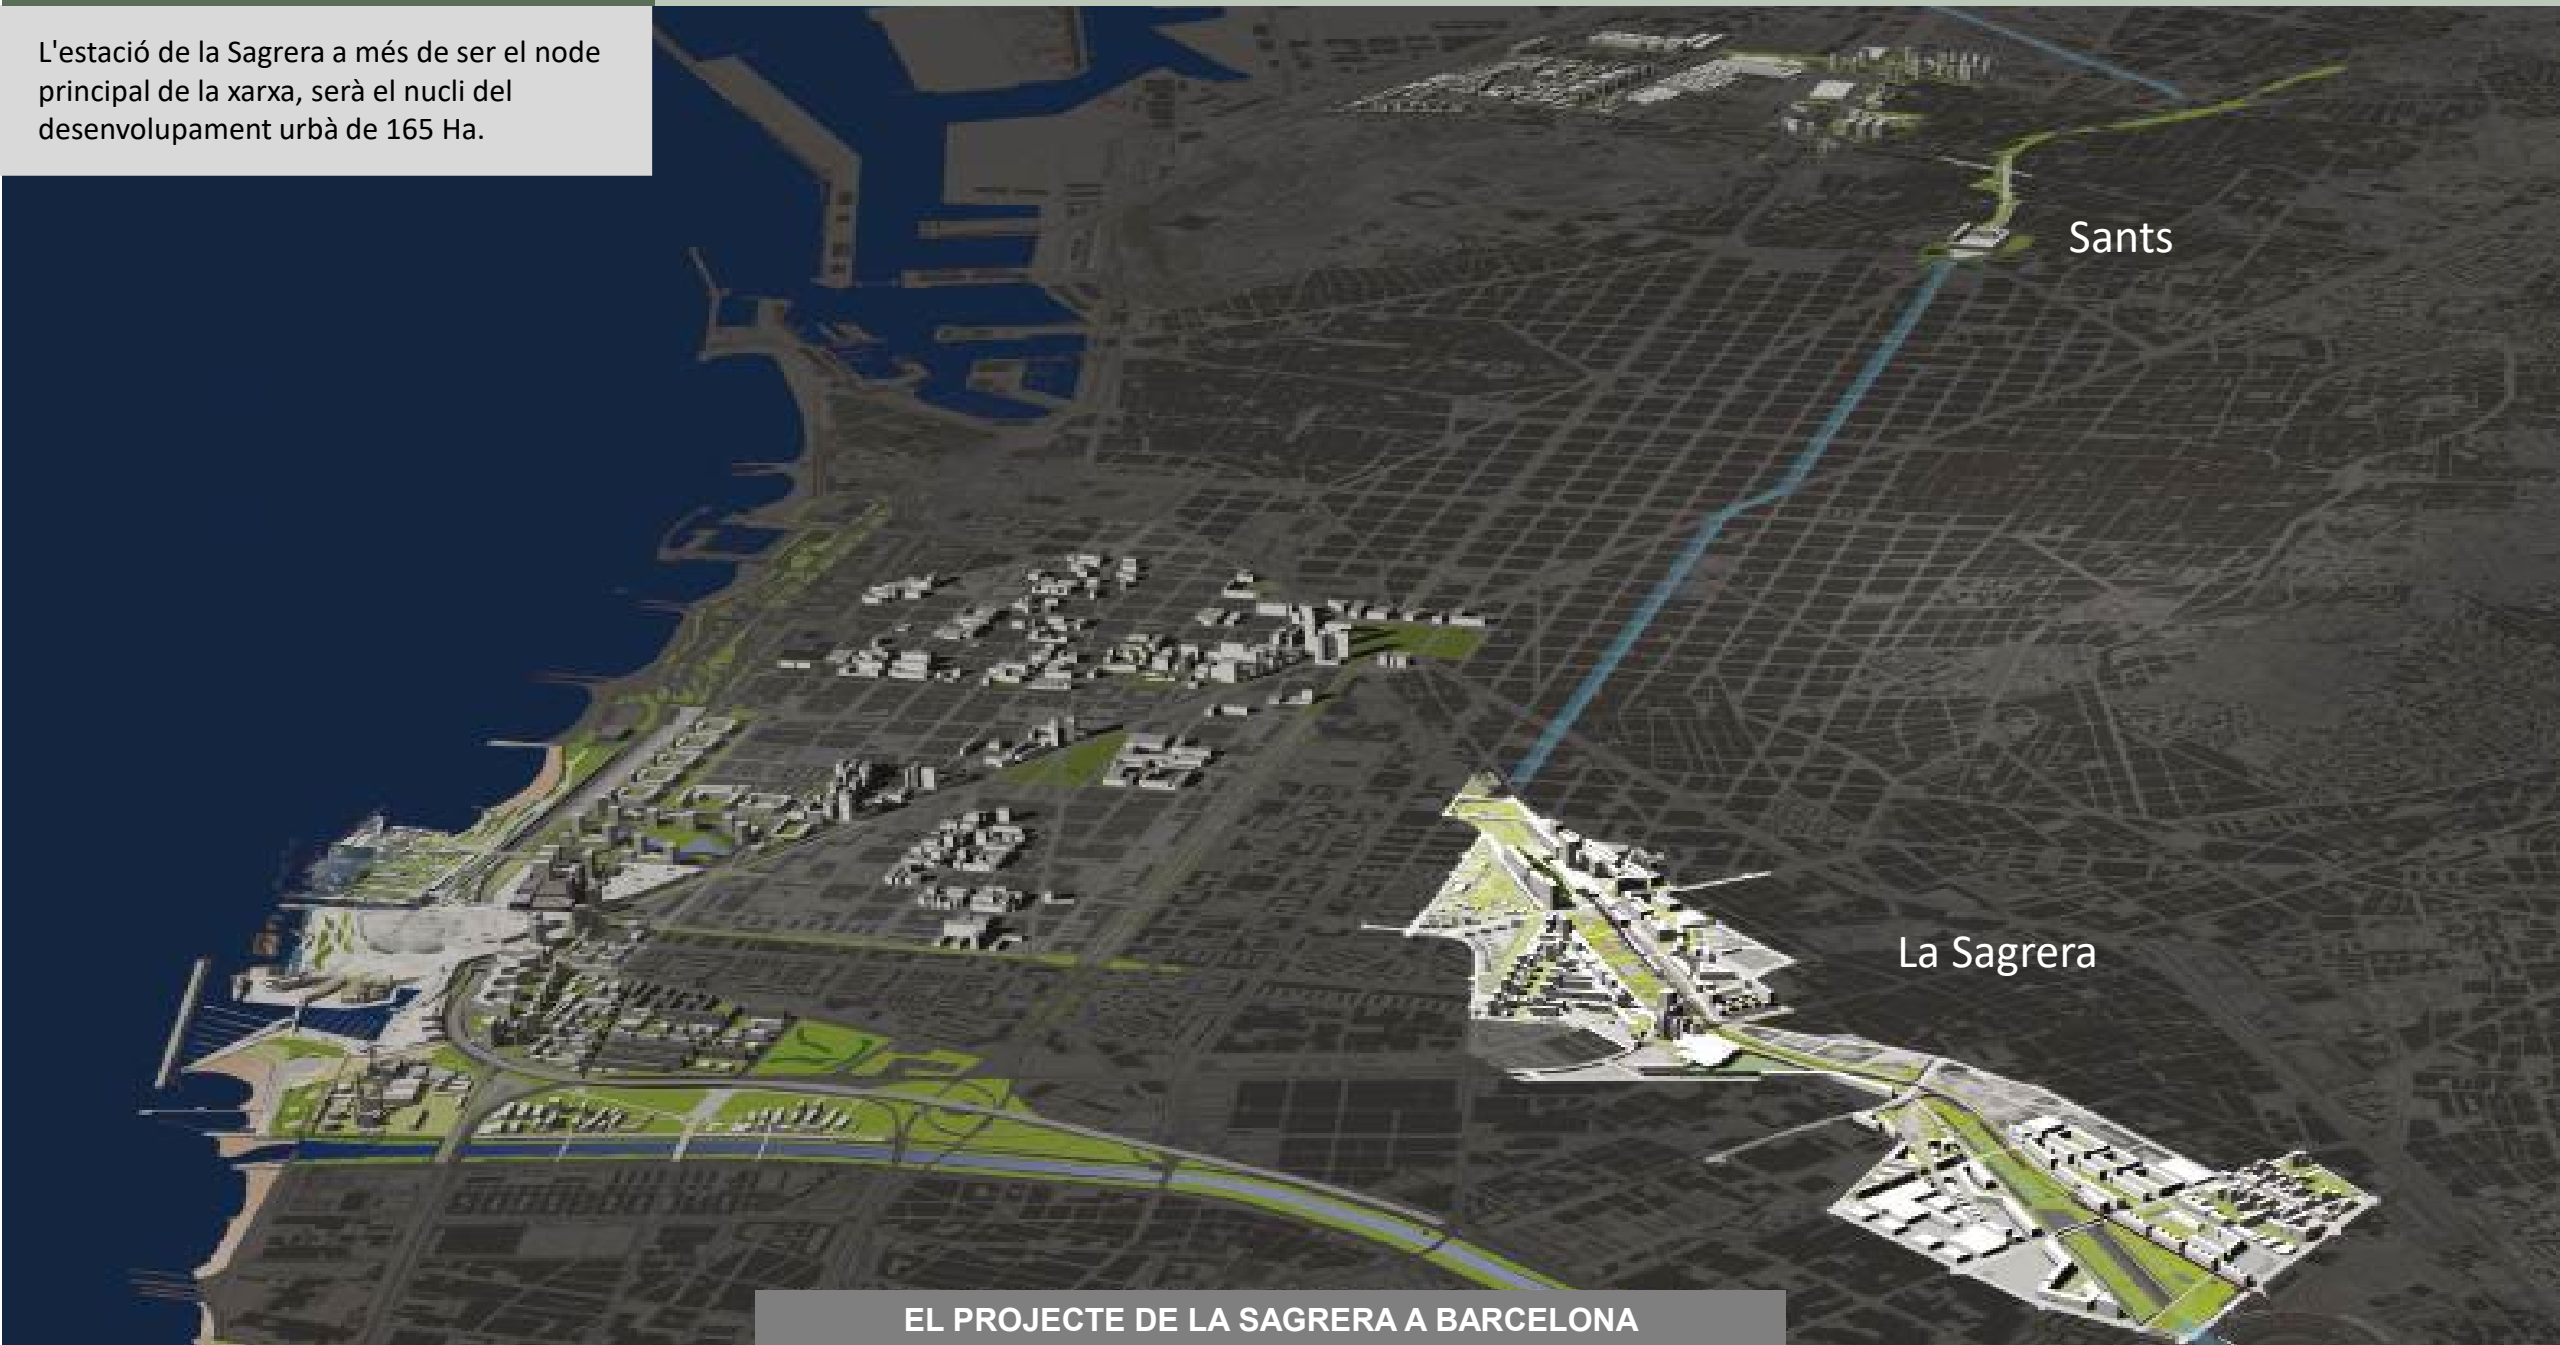 L'estació de la Sagrera a més de ser el node
principal de la xarxa, serà el nucli del
desenvolupament urbà de 165 Ha.
Sants
La Sagrera
EL PROJECTE DE LA SAGRERA A BARCELONA